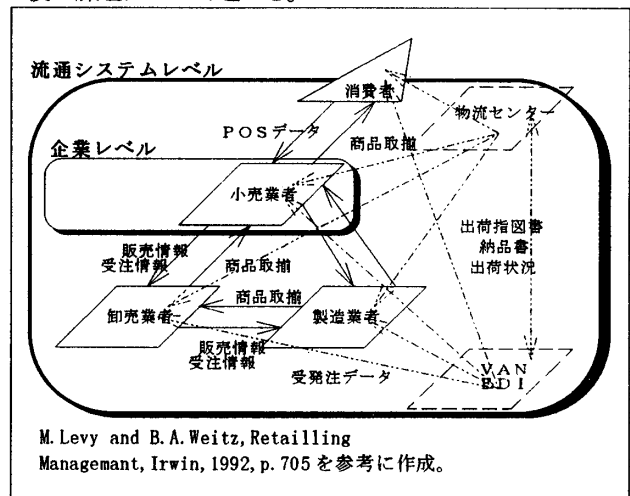 流通システムレベル
消費者
物流センター
POSデータ
商品取揃
企業レベル
小売業者
出荷指図書
納品書
出荷状況
販売情報
受注情報
商品取揃
商品取揃
卸売業者
製造業者
販売情報
受注情報
受発注データ
VAN
EDI
M.Levy and B.A.Weitz,Retailling
Managemant,Irwin,1992,p.705を参考に作成。